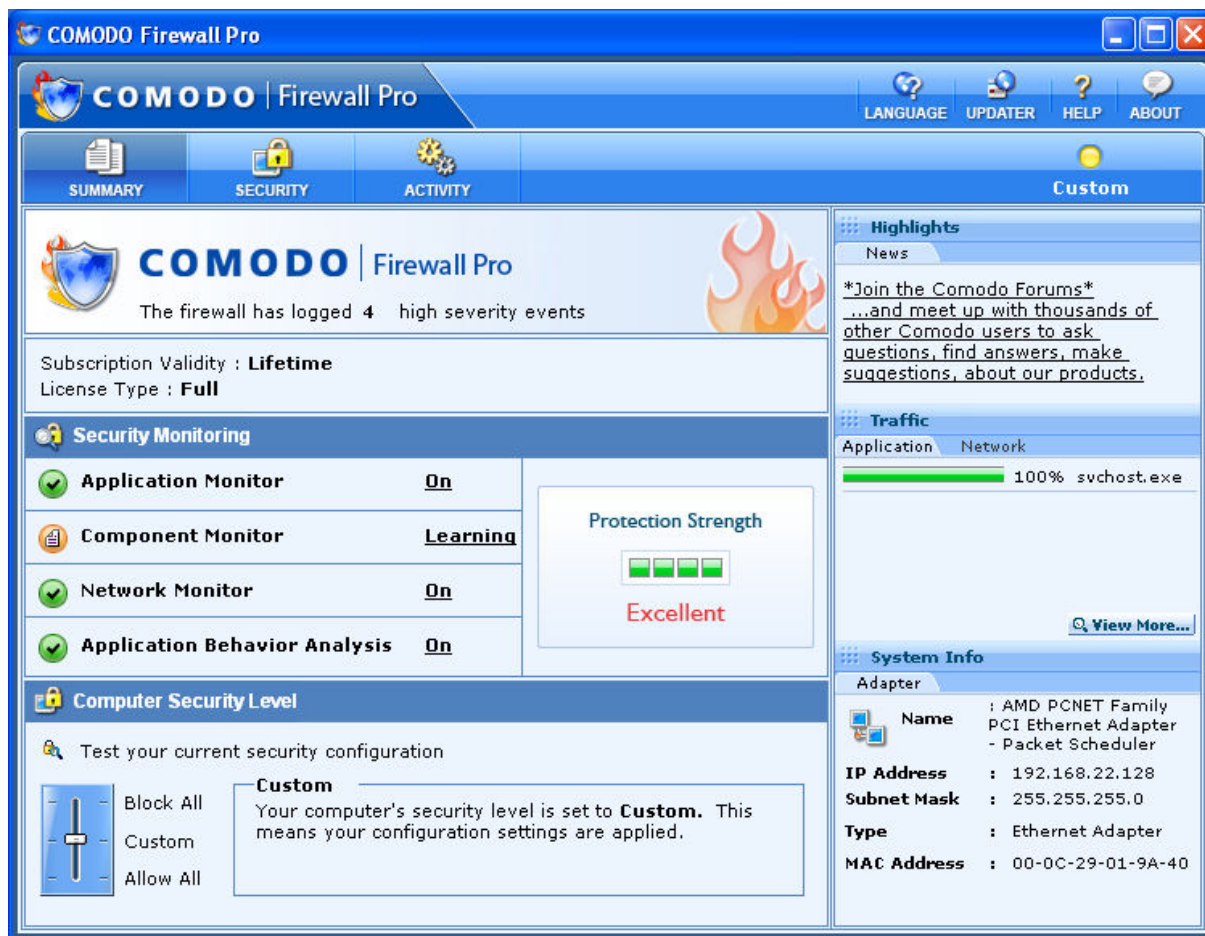 COMODO Firewall Pro
COMODO Firewall Pro
LANGUAGE UPDATER HELP ABOUT
SUMMARY SECURITY ACTIVITY
Custom
COMODO Firewall Pro
The firewall has logged 4 high severity events
Subscription Validity : Lifetime
License Type : Full
Security Monitoring
Application Monitor On
Component Monitor Learning
Network Monitor On
Application Behavior Analysis On
Protection Strength
Excellent
Computer Security Level
Test your current security configuration
Block All
Custom
Allow All
Custom
Your computer's security level is set to Custom. This
means your configuration settings are applied.
Highlights
News
*Join the Comodo Forums*
...and meet up with thousands of
other Comodo users to ask
questions, find answers, make
suggestions, about our products.
Traffic
Application Network
100% svchost.exe
View More...
System Info
Adapter
Name : AMD PCNET Family
PCI Ethernet Adapter
- Packet Scheduler
IP Address : 192.168.22.128
Subnet Mask : 255.255.255.0
Type : Ethernet Adapter
MAC Address : 00-0C-29-01-9A-40